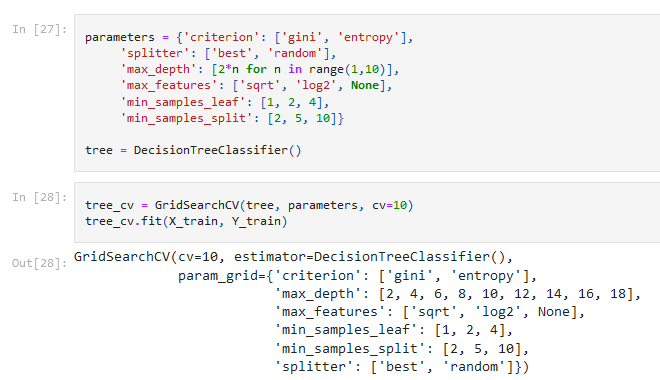 In [27]:
parameters = {'criterion': ['gini', 'entropy'],
     'splitter': ['best', 'random'],
     'max_depth': [2*n for n in range(1,10)],
     'max_features': ['sqrt', 'log2', None],
     'min_samples_leaf': [1, 2, 4],
     'min_samples_split': [2, 5, 10]}
tree = DecisionTreeClassifier()
In [28]:
tree_cv = GridSearchCV(tree, parameters, cv=10)
tree_cv.fit(X_train, Y_train)
Out[28]:
GridSearchCV(cv=10, estimator=DecisionTreeClassifier(),
             param_grid={'criterion': ['gini', 'entropy'],
                         'max_depth': [2, 4, 6, 8, 10, 12, 14, 16, 18],
                         'max_features': ['sqrt', 'log2', None],
                         'min_samples_leaf': [1, 2, 4],
                         'min_samples_split': [2, 5, 10],
                         'splitter': ['best', 'random']})